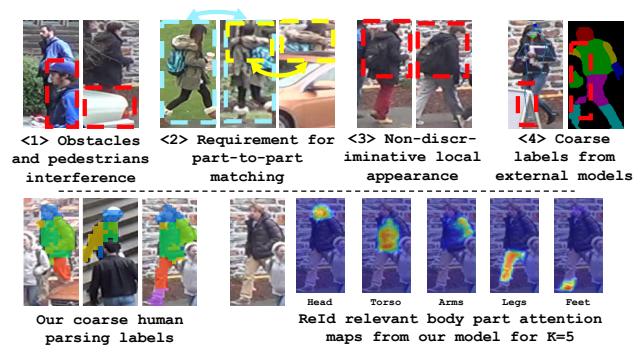 <1> Obstacles
and pedestrians
interference
<2> Requirement for
part-to-part
matching
<3> Non-discr-
iminative local
appearance
<4> Coarse
labels from
external models
Our coarse human
parsing labels
Head Torso Arms Legs Feet
ReId relevant body part attention
maps from our model for K=5